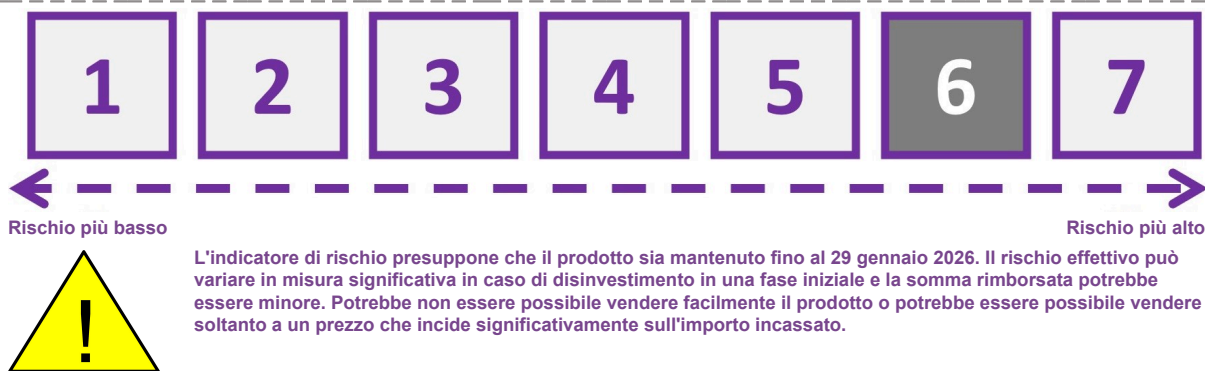 1 2 3 4 5 6 7
Rischio più basso Rischio più alto
L'indicatore di rischio presuppone che il prodotto sia mantenuto fino al 29 gennaio 2026. Il rischio effettivo può
variare in misura significativa in caso di disinvestimento in una fase iniziale e la somma rimborsata potrebbe
essere minore. Potrebbe non essere possibile vendere facilmente il prodotto o potrebbe essere possibile vendere
soltanto a un prezzo che incide significativamente sull'importo incassato.
!